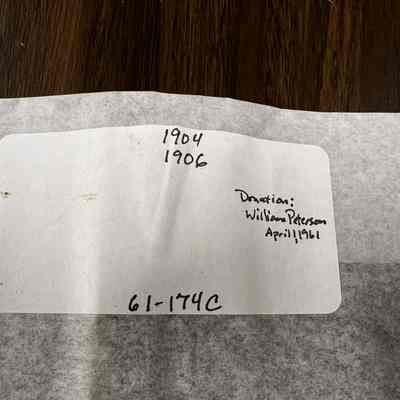 1904
1906
Donation:
William Peterson
April 1, 1961
61-174C